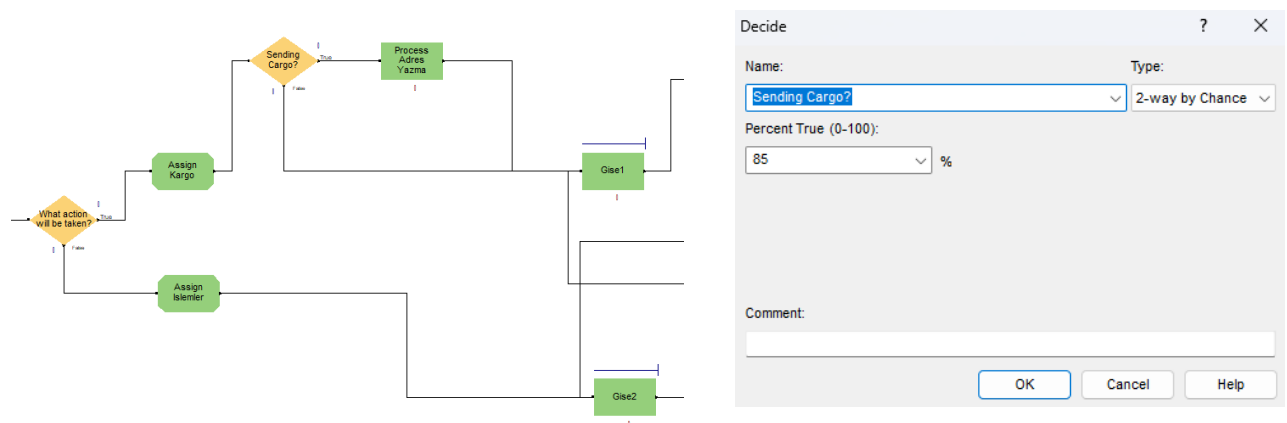 Sending
Cargo?
True
False
Process
Adres
Yazma
Assign
Kargo
Gise1
What action
will be taken?
True
False
Assign
Islemler
Gise2
Decide
?
Name:
Type:
Sending Cargo?
2-way by Chance
Percent True (0-100):
85
%
Comment:
OK
Cancel
Help